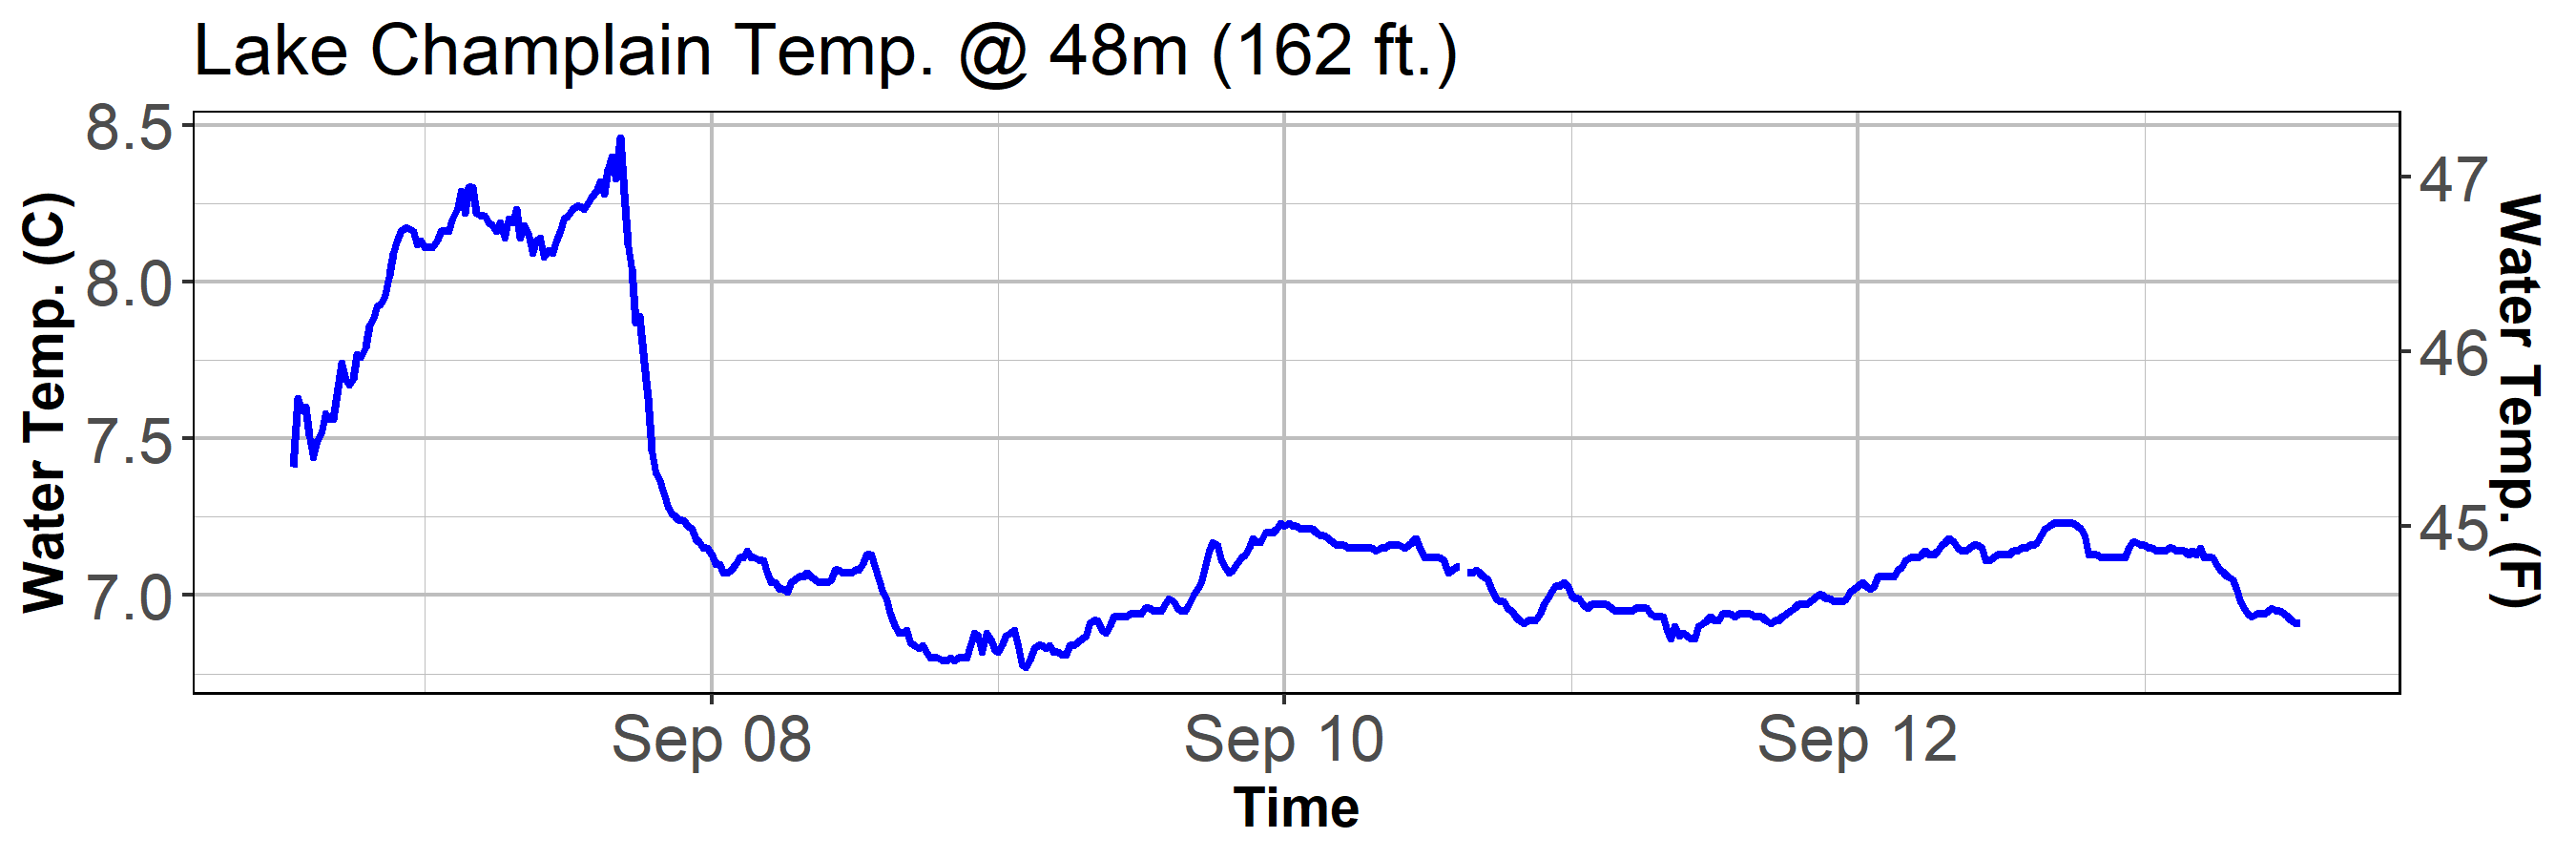 Lake Champlain Temp. @ 48m (162 ft.)
Water Temp. (C)
8.5
8.0
7.5
7.0
47
46
45
Water Temp. (F)
Sep 08
Sep 10
Sep 12
Time